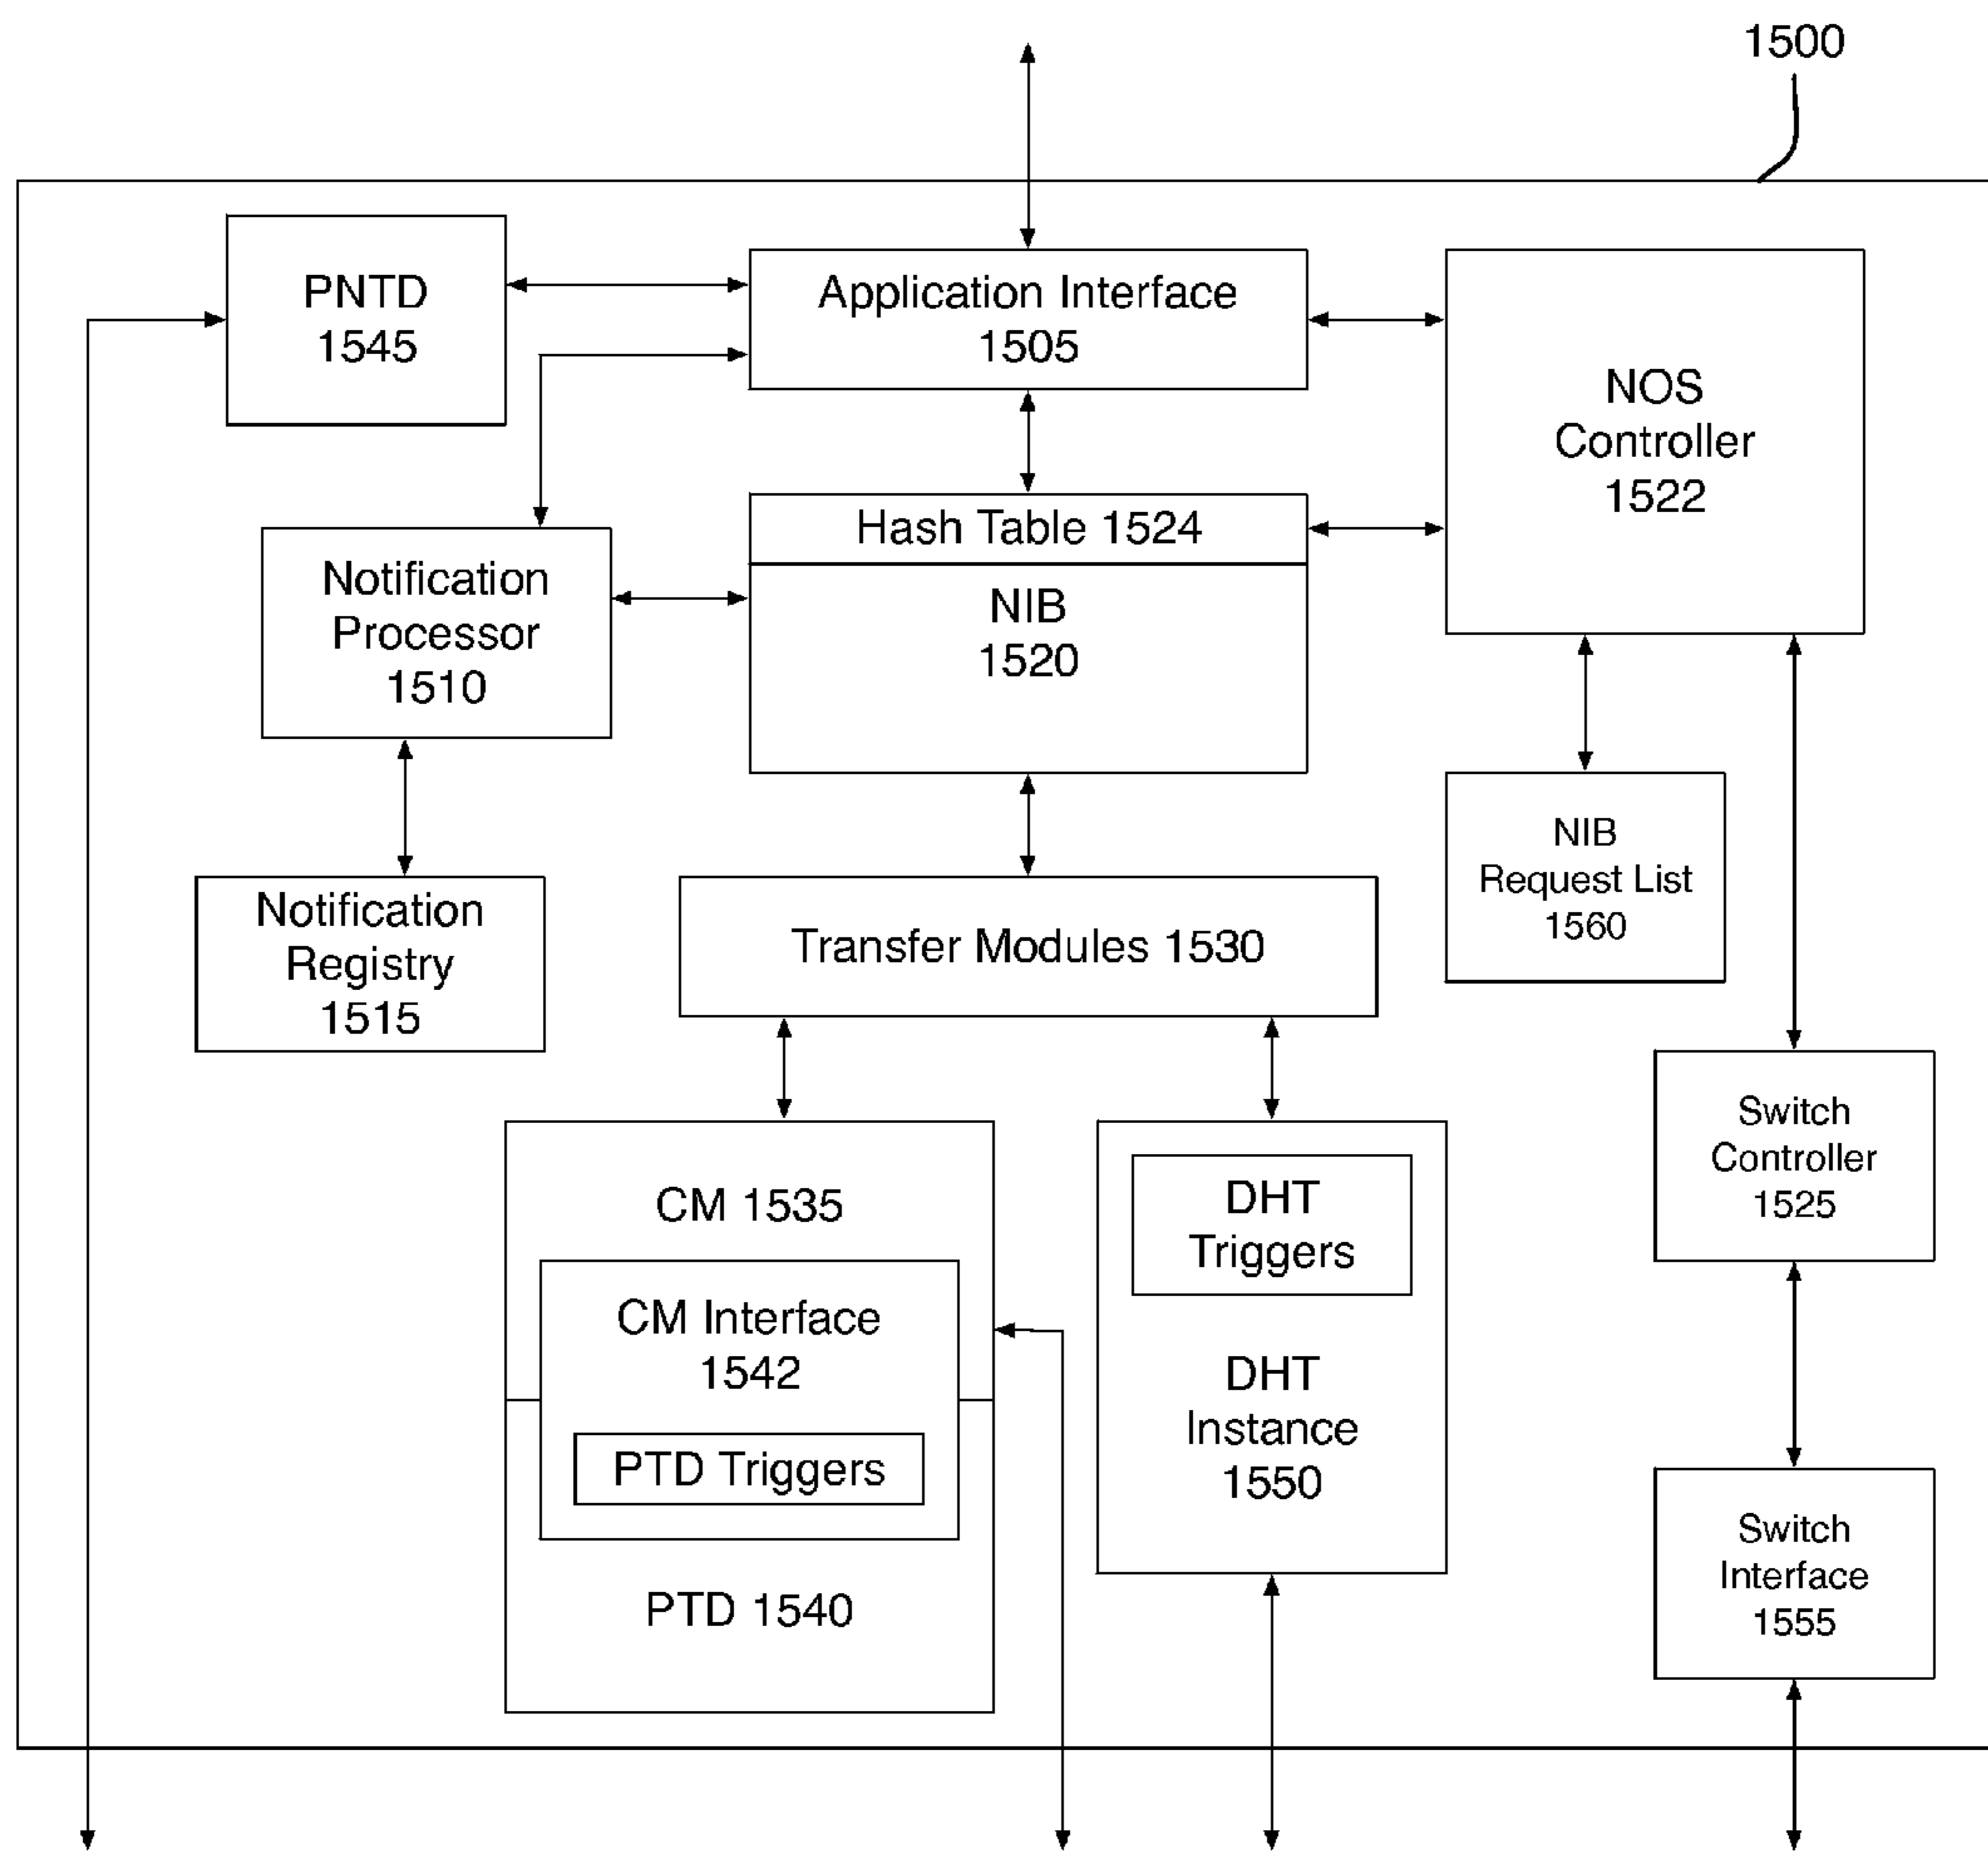 1500
PNTD
1545
Application Interface
1505
NOS
Controller
1522
Hash Table 1524
NIB
1520
Notification
Processor
1510
Notification
Registry
1515
Transfer Modules 1530
NIB
Request List
1560
CM 1535
CM Interface
1542
PTD Triggers
PTD 1540
DHT
Triggers
DHT
Instance
1550
Switch
Controller
1525
Switch
Interface
1555